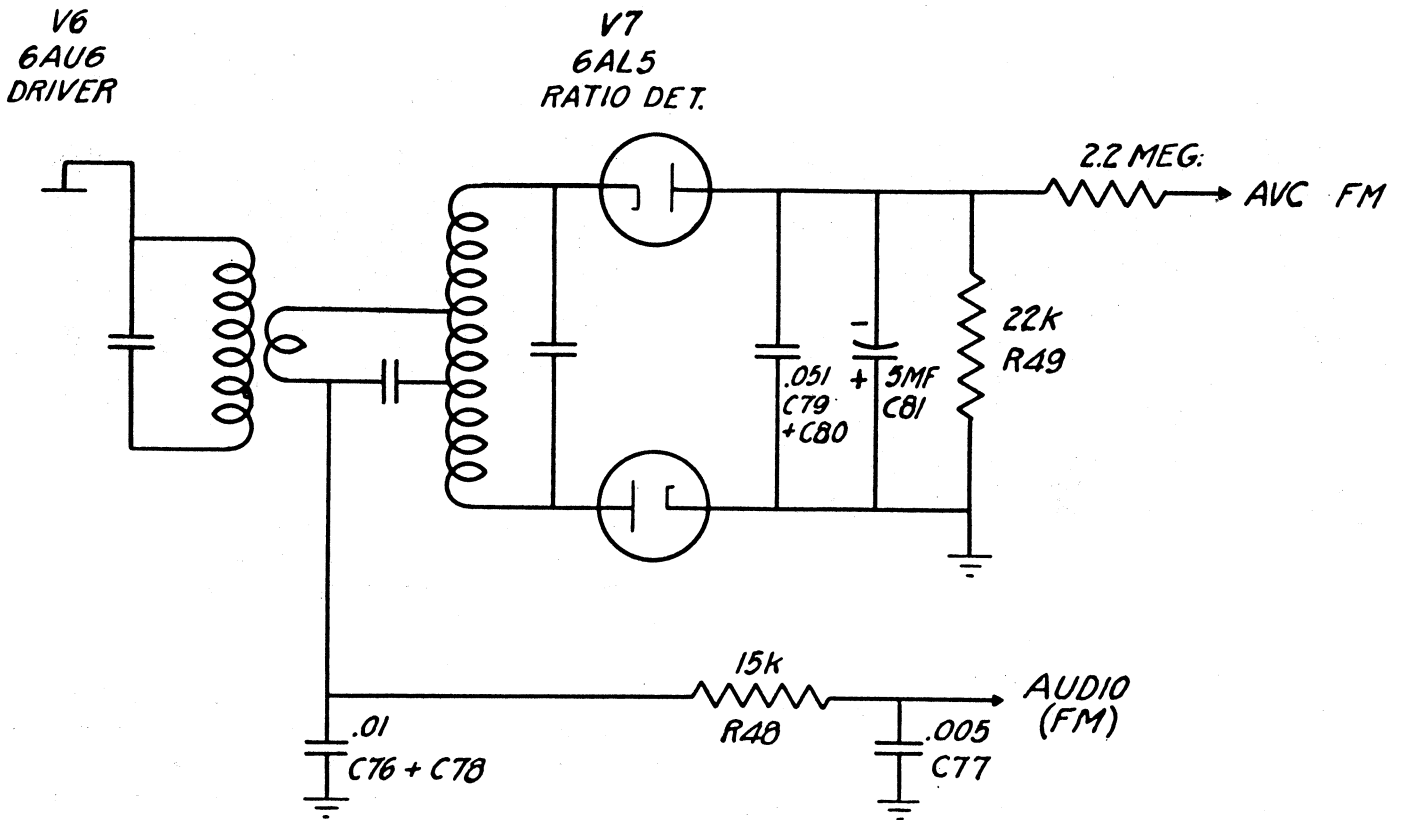 V6
6AU6
DRIVER
V7
6AL5
RATIO DET.
2.2 MEG.
AVC FM
22K
R49
.051
C79
+C80
−
+ 5MF
C81
15K
R48
AUDIO
(FM)
.01
C76 + C78
.005
C77